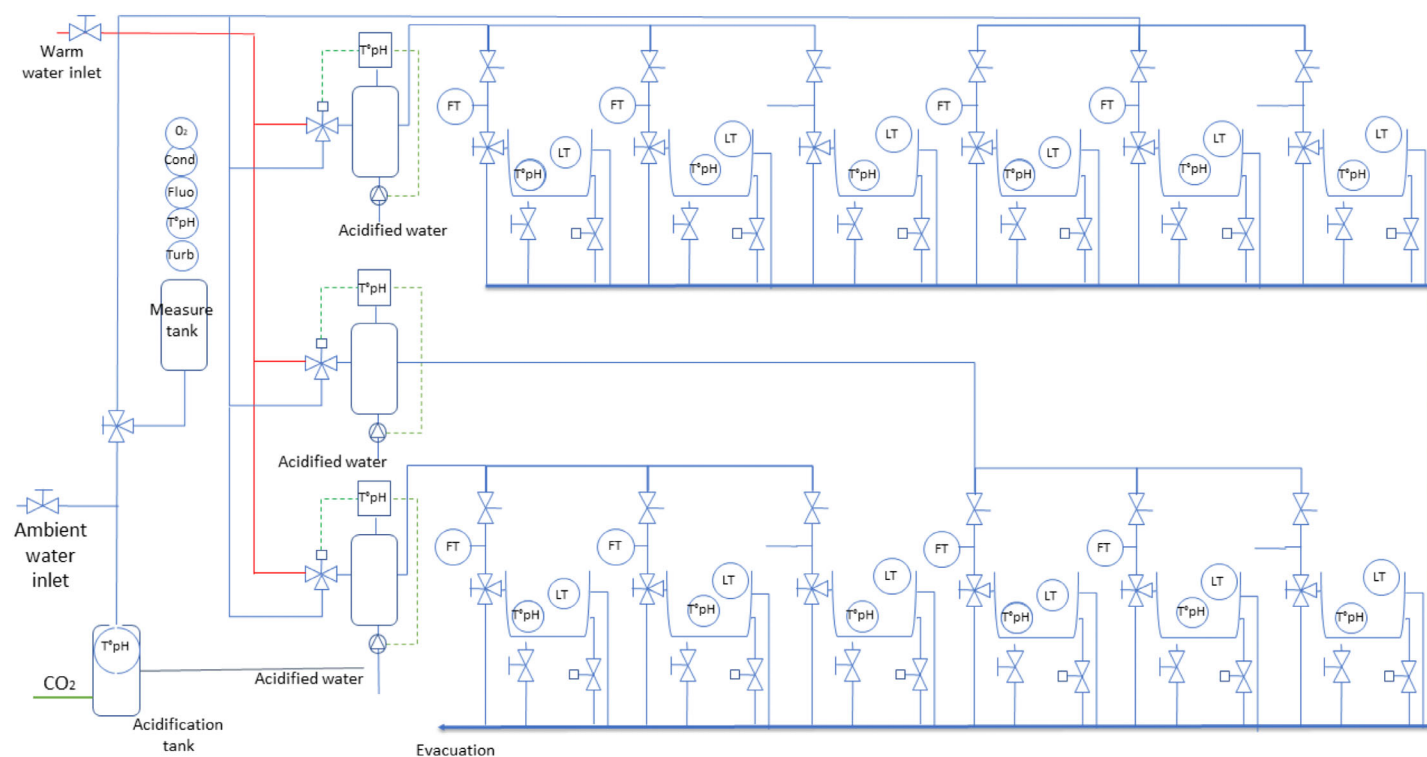 Warm
water inlet
T°pH
FT
FT
FT
FT
O₂
Cond
Fluo
T°pH
Turb
LT
LT
LT
LT
LT
LT
T°pH
T°pH
T°pH
T°pH
T°pH
T°pH
Acidified water
T°pH
Measure
tank
Acidified water
T°pH
Ambient
water
inlet
FT
FT
FT
FT
LT
LT
LT
LT
LT
LT
T°pH
T°pH
T°pH
T°pH
T°pH
T°pH
T°pH
CO₂
Acidified water
Acidification
tank
Evacuation